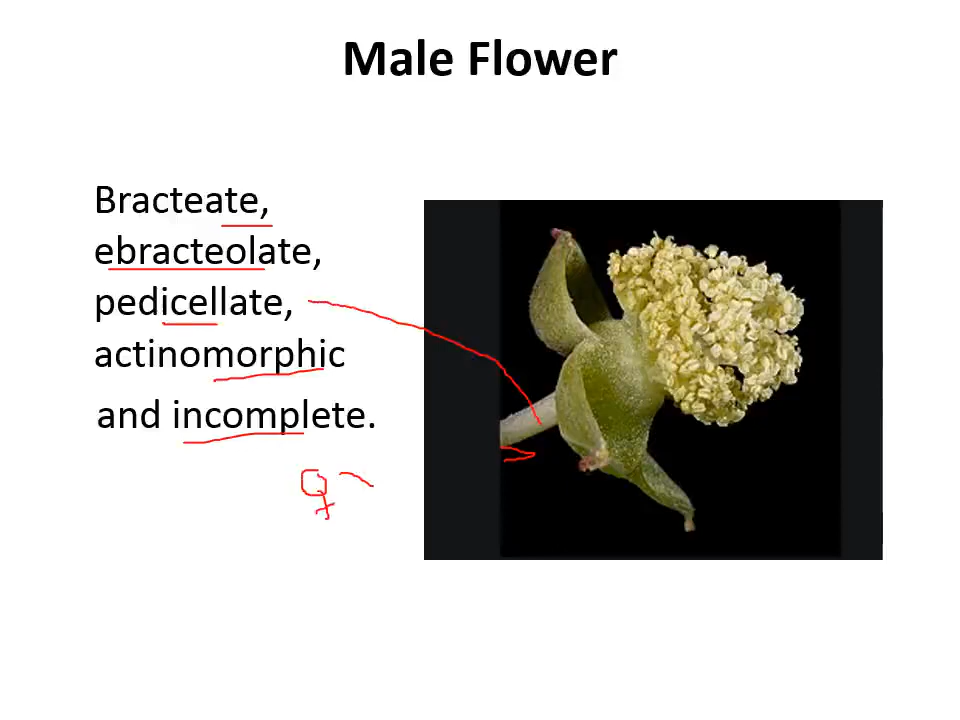 Male Flower
Bracteate,
ebracteolate,
pedicellate,
actinomorphic
and incomplete.
♀